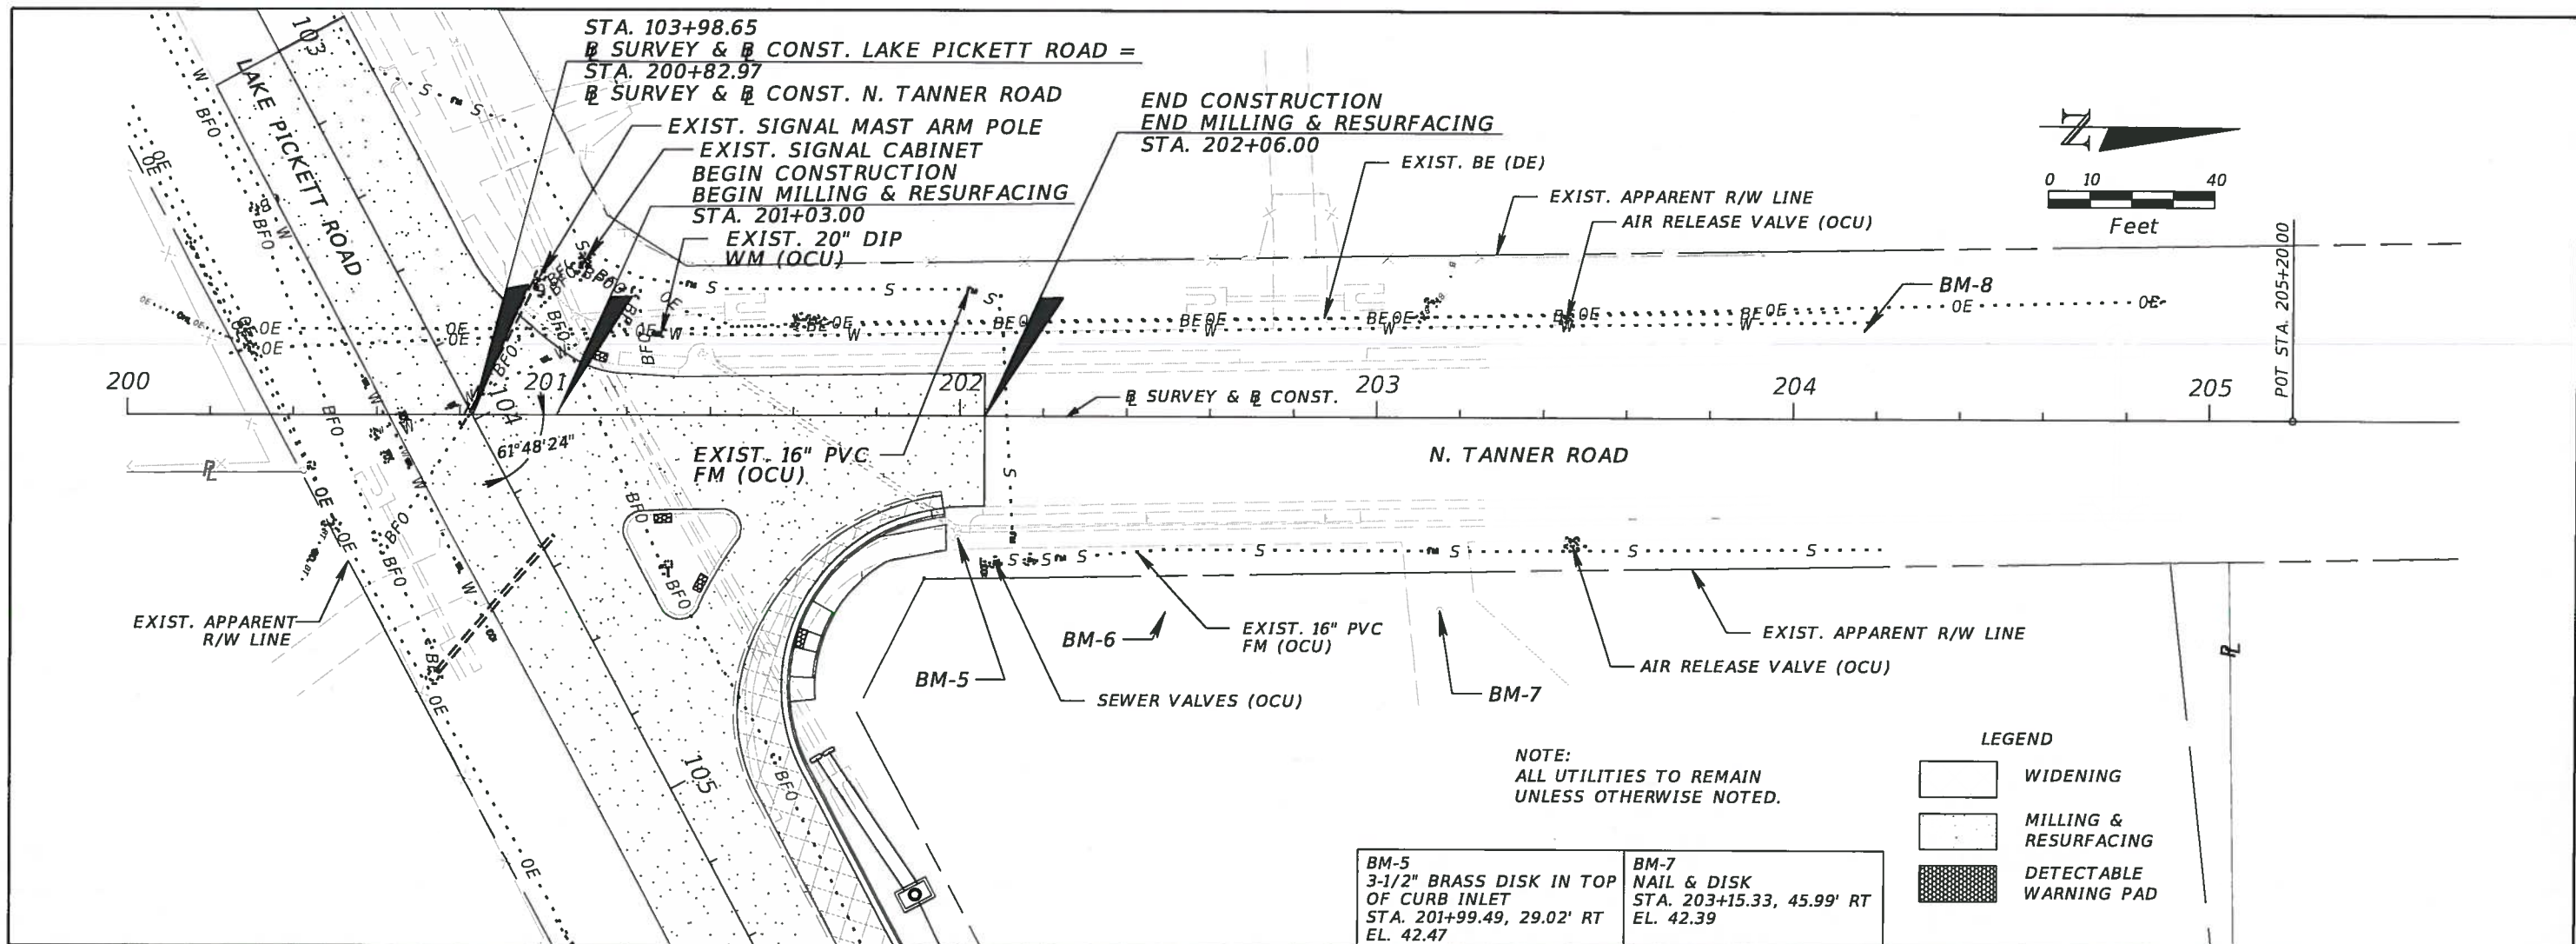 STA. 103+98.65
BL SURVEY & BL CONST. LAKE PICKETT ROAD =
STA. 200+82.97
BL SURVEY & BL CONST. N. TANNER ROAD
EXIST. SIGNAL MAST ARM POLE
EXIST. SIGNAL CABINET
BEGIN CONSTRUCTION
BEGIN MILLING & RESURFACING
STA. 201+03.00
EXIST. 20" DIP
WM (OCU)
END CONSTRUCTION
END MILLING & RESURFACING
STA. 202+06.00
EXIST. BE (DE)
EXIST. APPARENT R/W LINE
AIR RELEASE VALVE (OCU)
BM-8
N
0 10 40
Feet
POT STA. 205+20.00
103
LAKE PICKETT ROAD
200
201
202
203
204
205
104
61°48'24"
BL SURVEY & BL CONST.
EXIST. 16" PVC
FM (OCU)
N. TANNER ROAD
PL
EXIST. APPARENT
R/W LINE
BM-5
BM-6
EXIST. 16" PVC
FM (OCU)
SEWER VALVES (OCU)
BM-7
EXIST. APPARENT R/W LINE
AIR RELEASE VALVE (OCU)
PL
105
NOTE:
ALL UTILITIES TO REMAIN
UNLESS OTHERWISE NOTED.
LEGEND
WIDENING
MILLING &
RESURFACING
DETECTABLE
WARNING PAD
BM-5
3-1/2" BRASS DISK IN TOP
OF CURB INLET
STA. 201+99.49, 29.02' RT
EL. 42.47
BM-7
NAIL & DISK
STA. 203+15.33, 45.99' RT
EL. 42.39